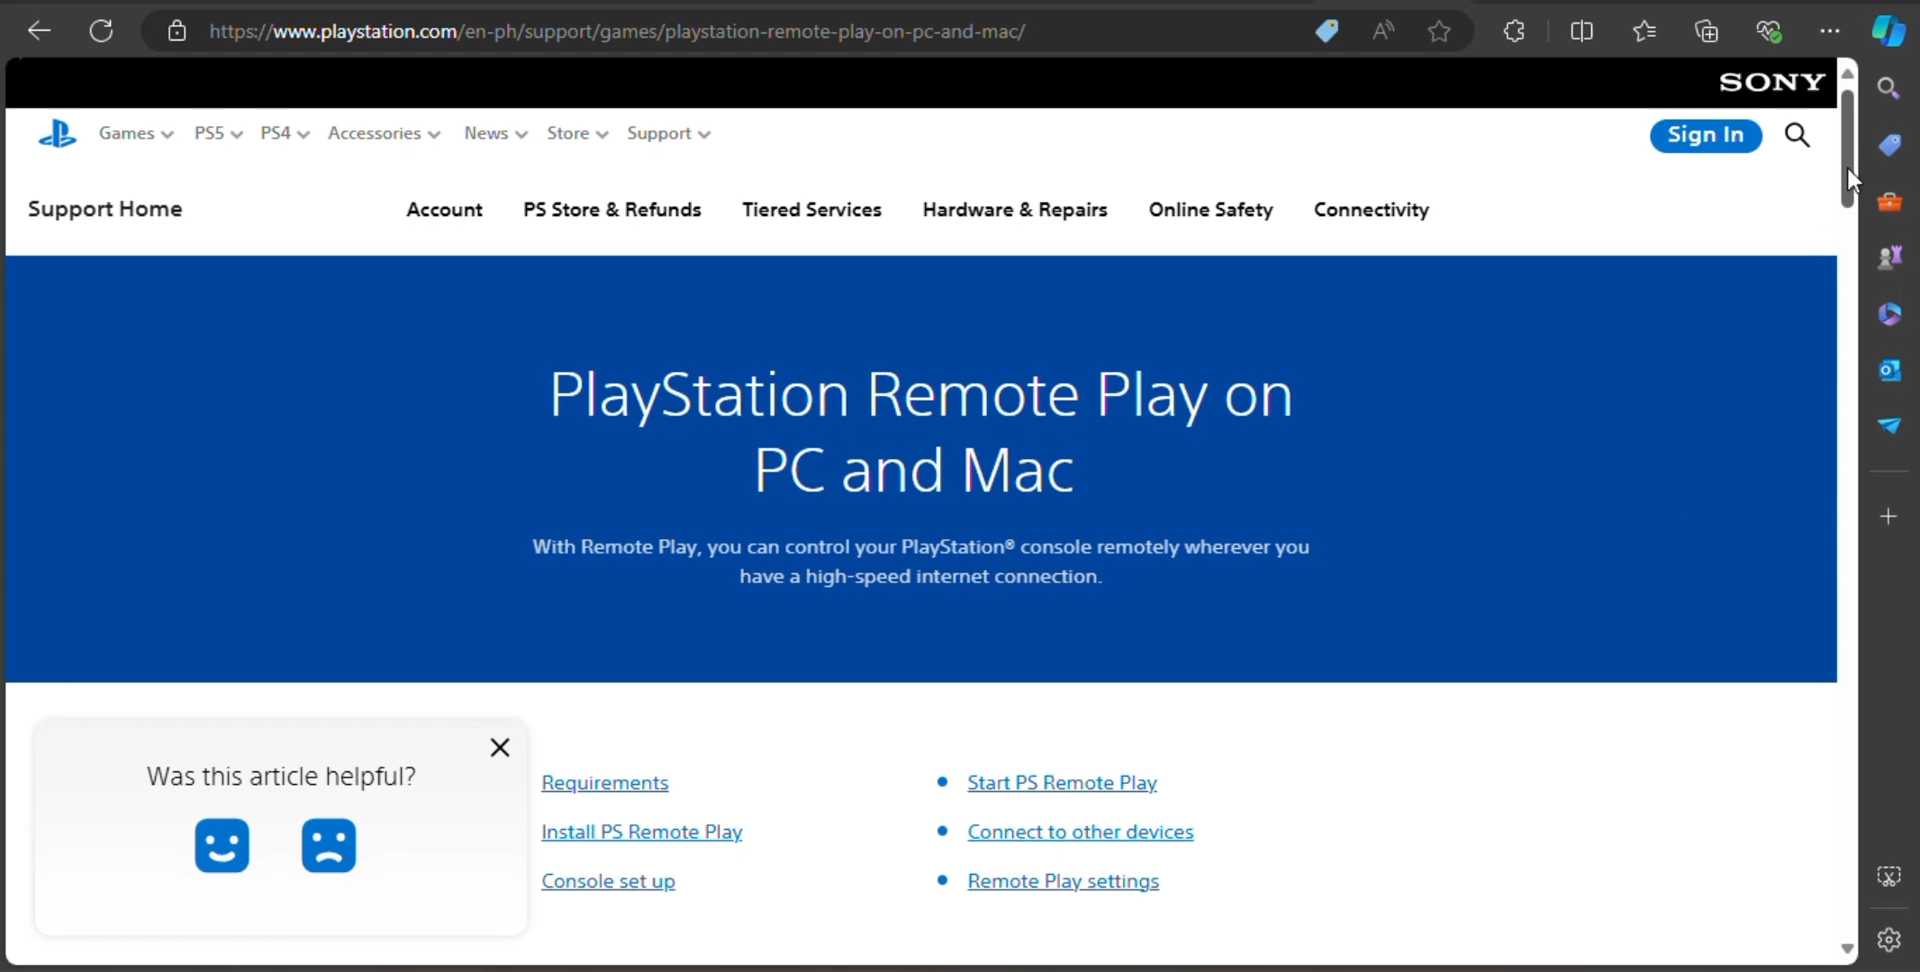 https://www.playstation.com/en-ph/support/games/playstation-remote-play-on-pc-and-mac/
SONY
Games PS5 PS4 Accessories News Store Support
Sign In
Support Home
Account PS Store & Refunds Tiered Services Hardware & Repairs Online Safety Connectivity
PlayStation Remote Play on
PC and Mac
With Remote Play, you can control your PlayStation® console remotely wherever you
have a high-speed internet connection.
Was this article helpful?
Requirements
Install PS Remote Play
Console set up
• Start PS Remote Play
• Connect to other devices
• Remote Play settings